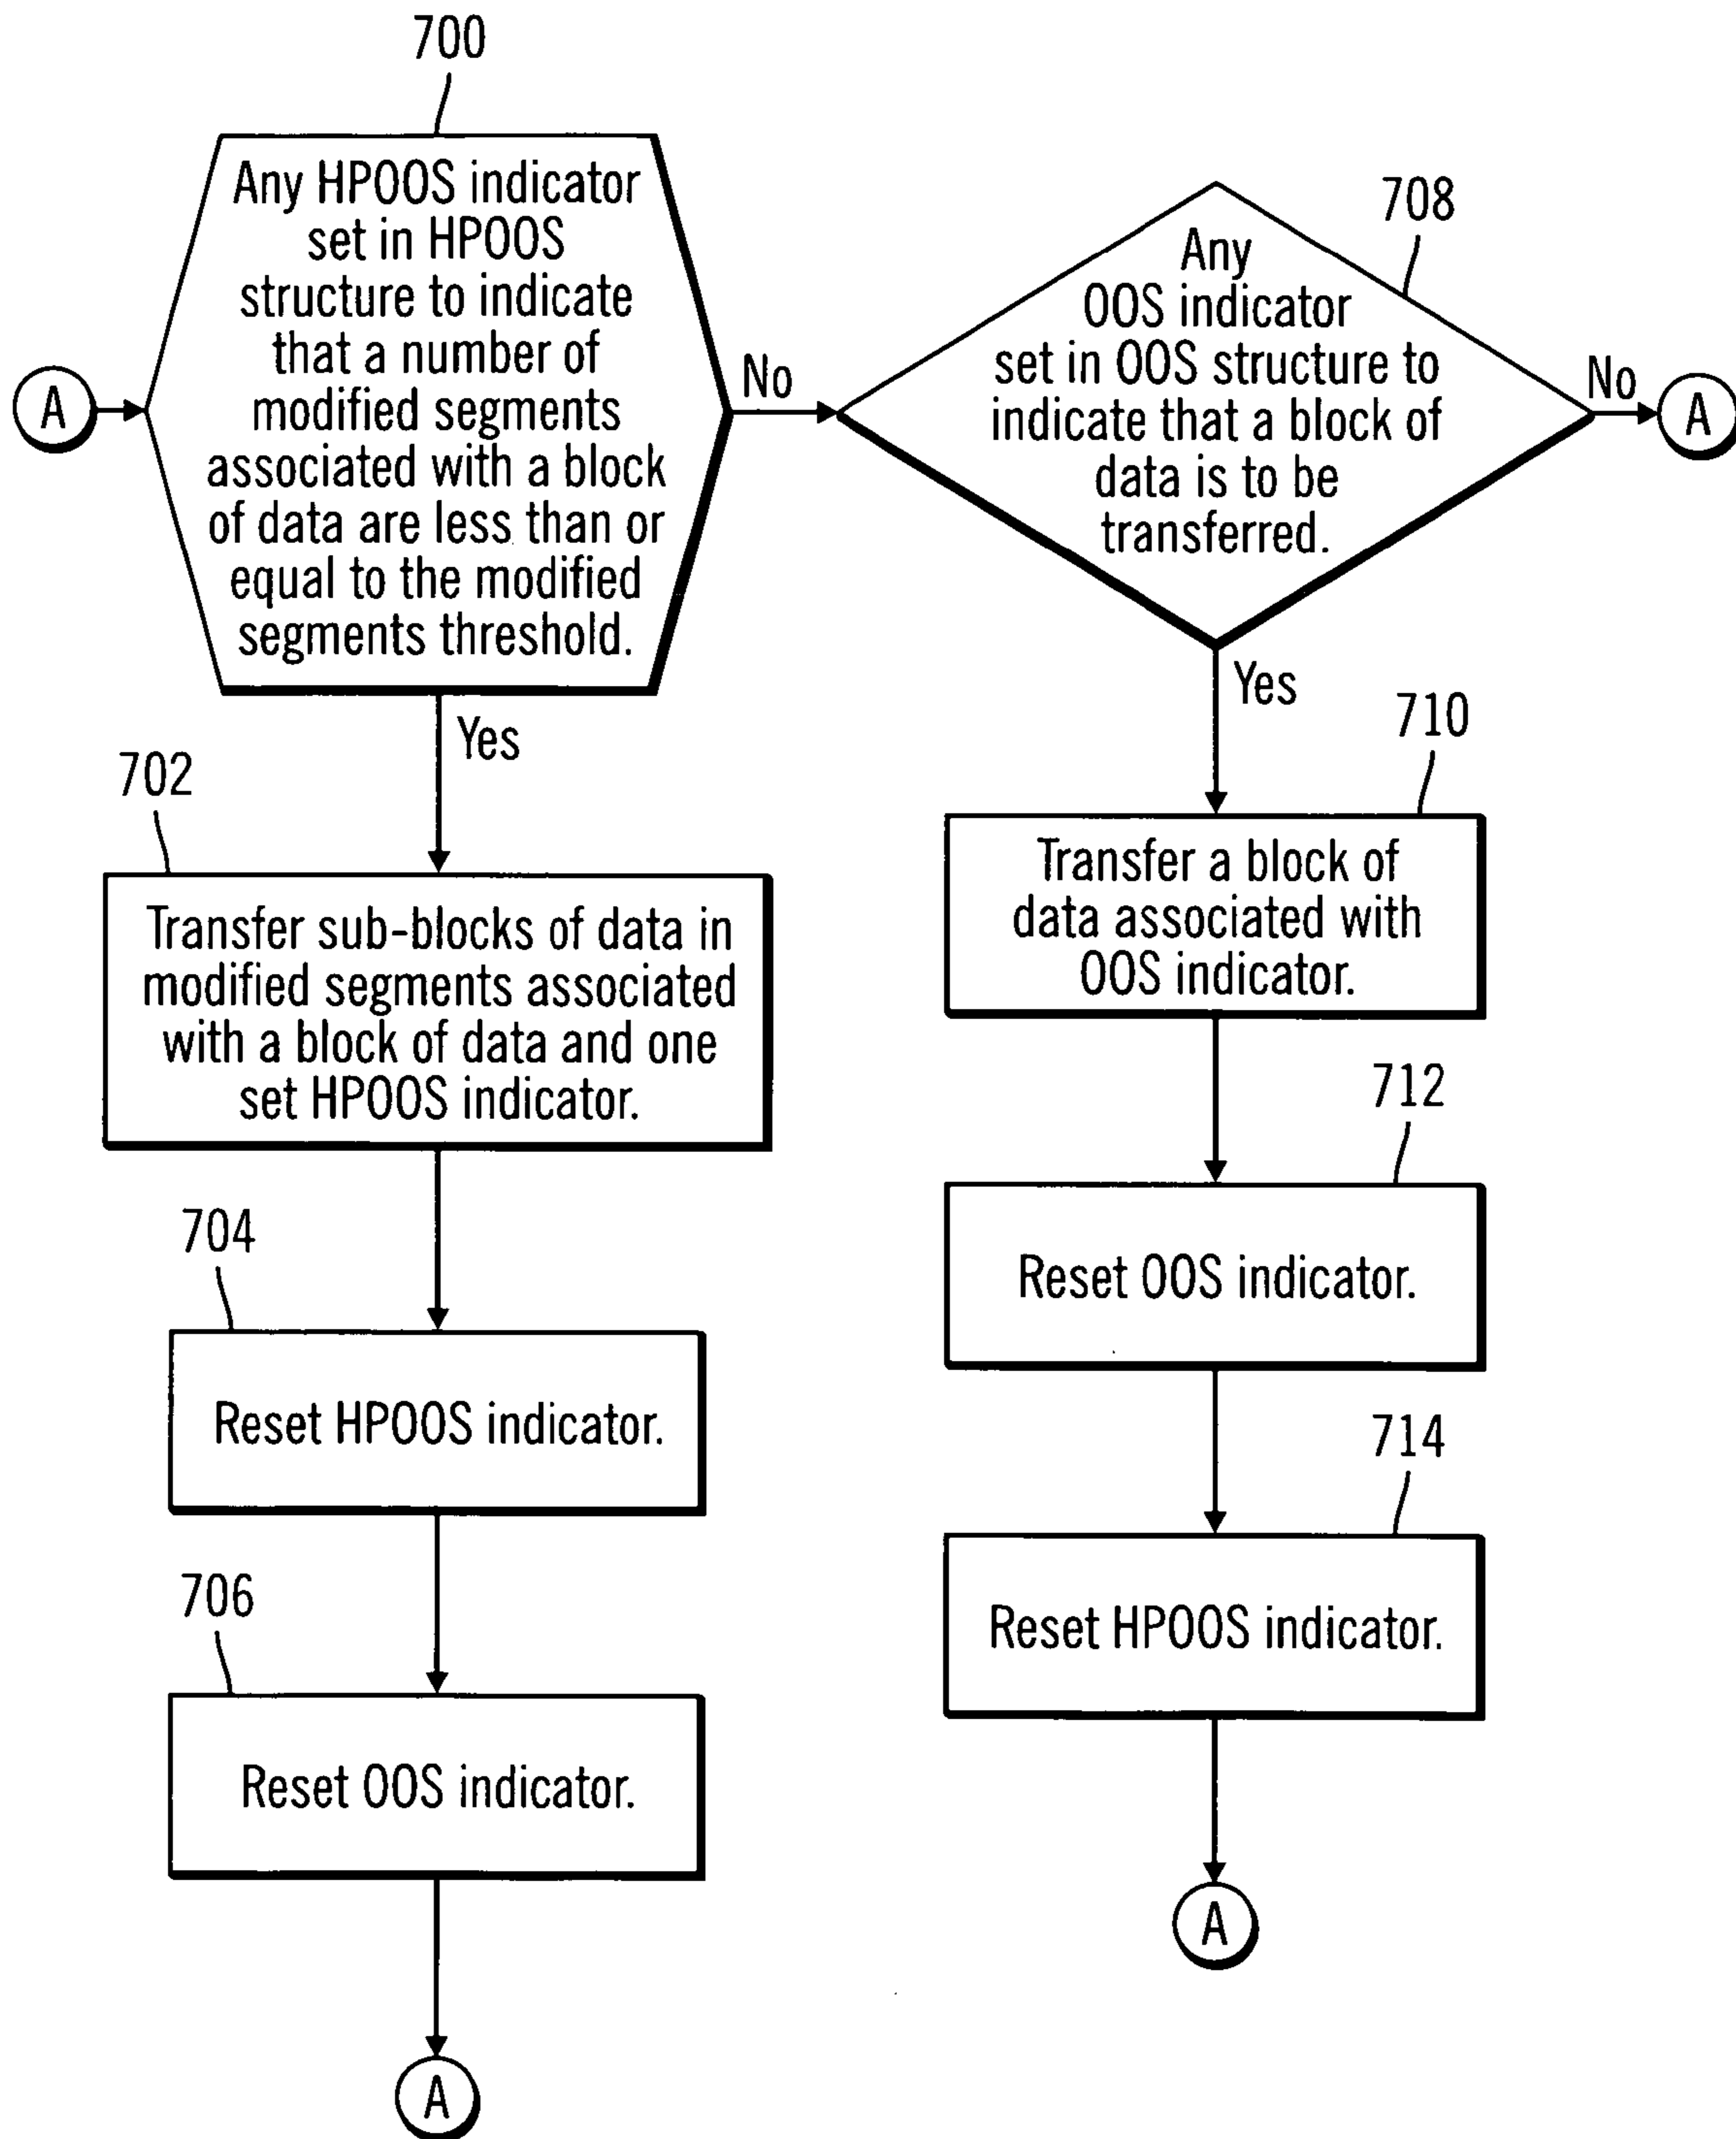 700
Any HPOOS indicator
set in HPOOS
structure to indicate
that a number of
modified segments
associated with a block
of data are less than or
equal to the modified
segments threshold.
A
No
Yes
708
Any
OOS indicator
set in OOS structure to
indicate that a block of
data is to be
transferred.
No
A
Yes
702
Transfer sub-blocks of data in
modified segments associated
with a block of data and one
set HPOOS indicator.
704
Reset HPOOS indicator.
706
Reset OOS indicator.
A
710
Transfer a block of
data associated with
OOS indicator.
712
Reset OOS indicator.
714
Reset HPOOS indicator.
A